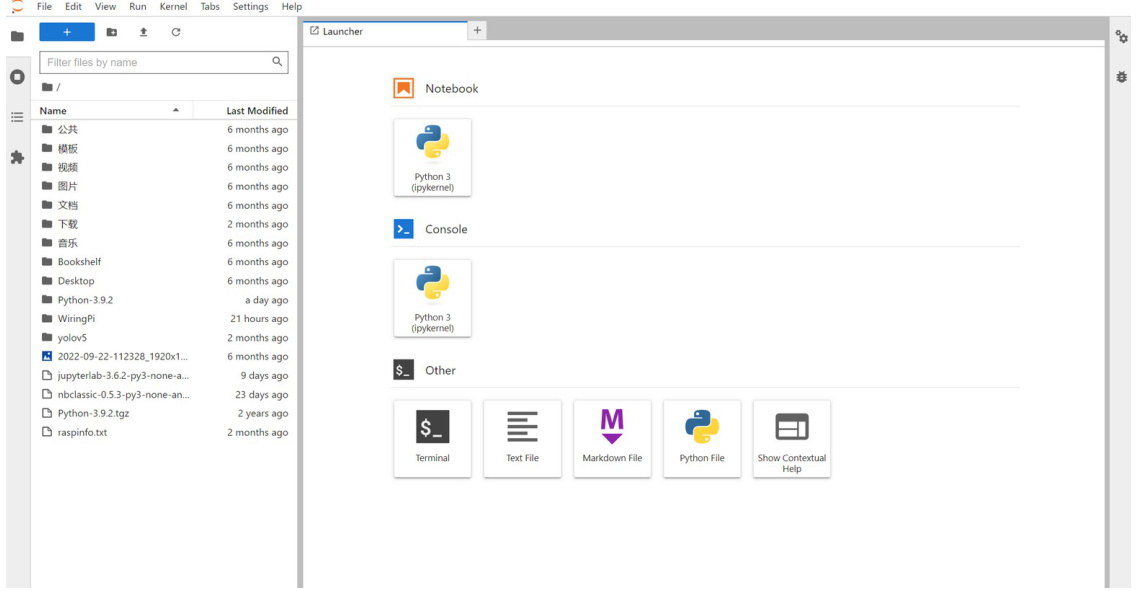 File Edit View Run Kernel Tabs Settings Help
+
Filter files by name
/
Name Last Modified
公共 6 months ago
模板 6 months ago
视频 6 months ago
图片 6 months ago
文档 6 months ago
下载 2 months ago
音乐 6 months ago
Bookshelf 6 months ago
Desktop 6 months ago
Python-3.9.2 a day ago
WiringPi 21 hours ago
yolov5 2 months ago
2022-09-22-112328_1920x1... 6 months ago
jupyterlab-3.6.2-py3-none-a... 9 days ago
nbclassic-0.5.3-py3-none-an... 23 days ago
Python-3.9.2.tgz 2 years ago
raspinfo.txt 2 months ago
Launcher +
Notebook
Python 3
(ipykernel)
>_ Console
Python 3
(ipykernel)
$_ Other
$_ M
Terminal Text File Markdown File Python File Show Contextual
Help